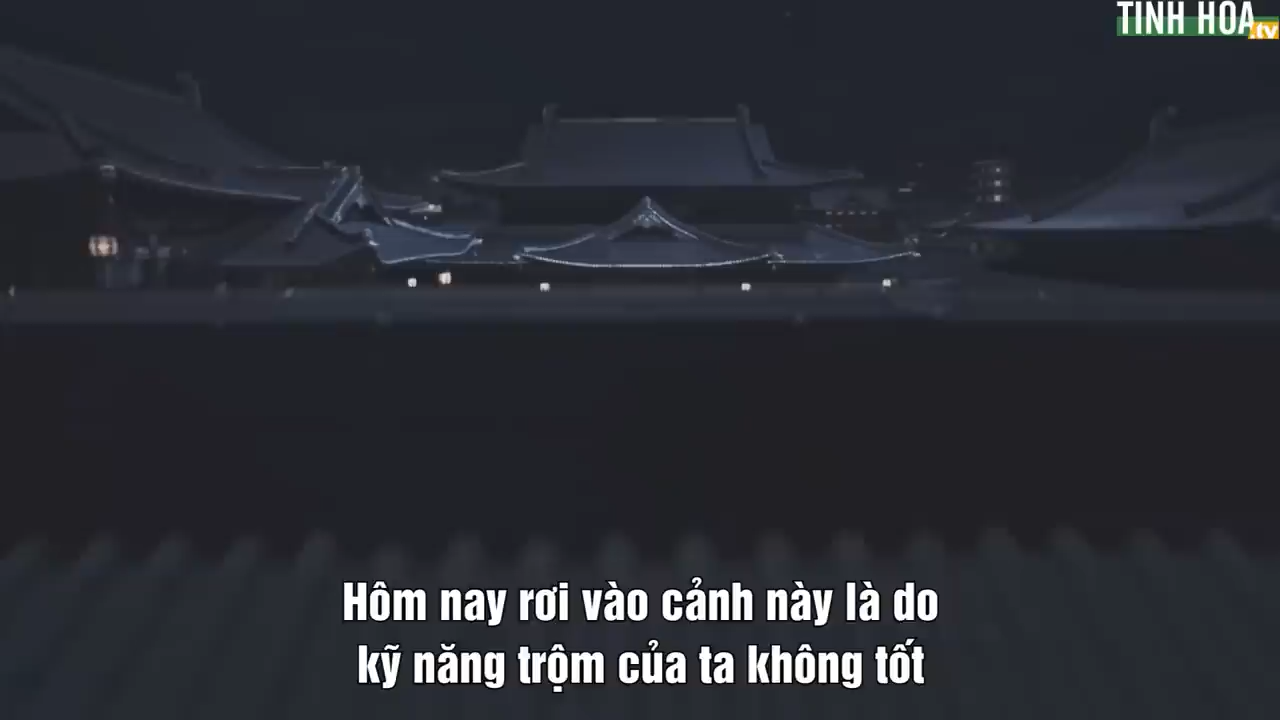 TINH HOA
.tv
Hôm nay rơi vào cảnh này là do
kỹ năng trộm của ta không tốt